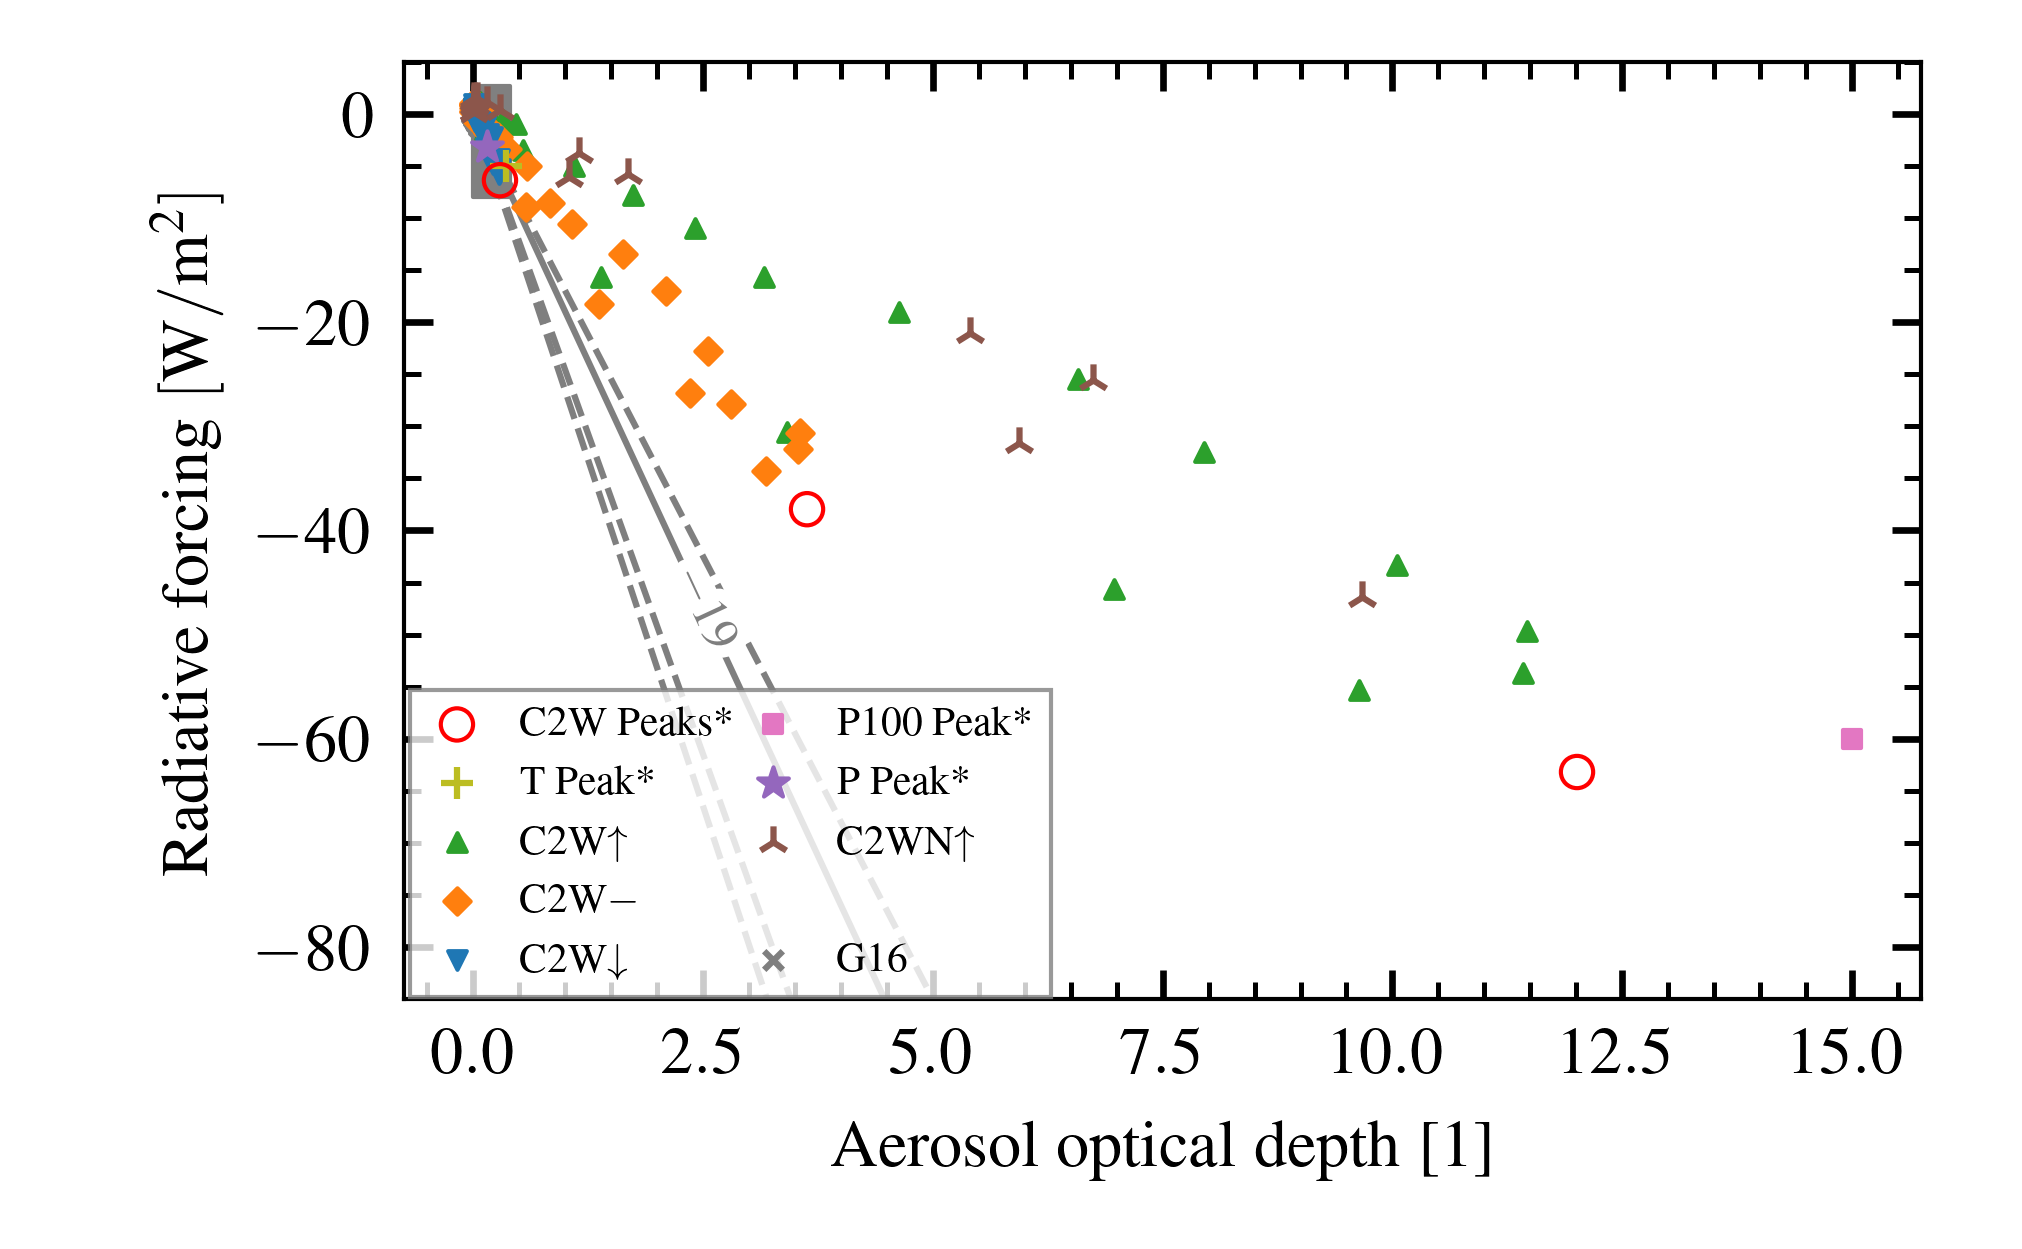 Radiative forcing [W/m²]
0
−20
−40
−60
−80
−19
C2W Peaks*
T Peak*
C2W↑
C2W−
C2W↓
P100 Peak*
P Peak*
C2WN↑
G16
0.0 2.5 5.0 7.5 10.0 12.5 15.0
Aerosol optical depth [1]